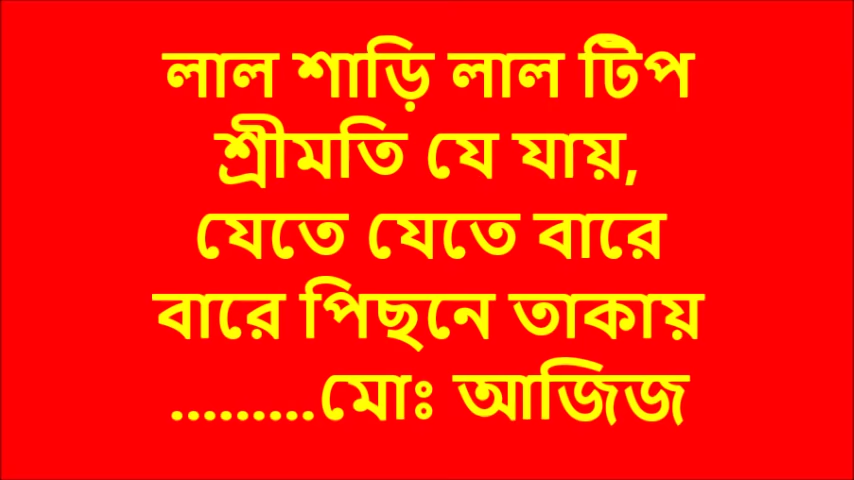 লাল শাড়ি লাল টিপ
শ্রীমতি যে যায়,
যেতে যেতে বারে
বারে পিছনে তাকায়
.........মোঃ আজিজ